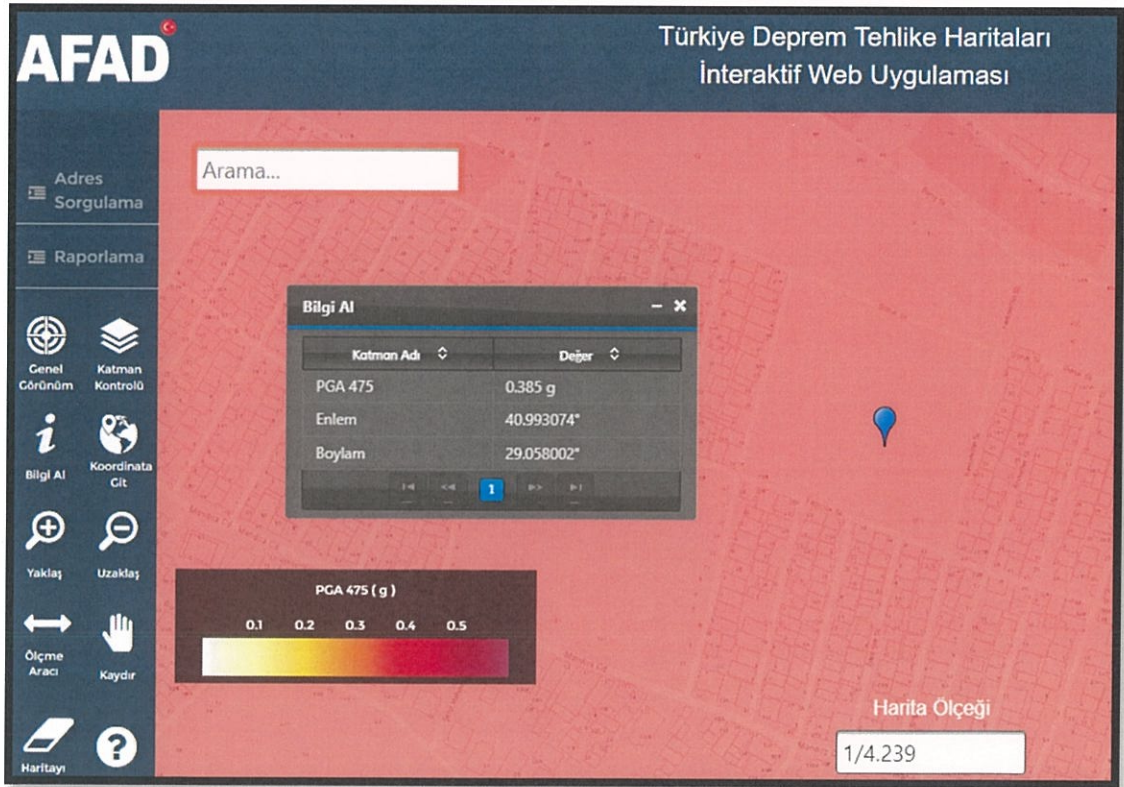 AFAD
Türkiye Deprem Tehlike Haritaları
İnteraktif Web Uygulaması
Arama...
Adres
Sorgulama
Raporlama
Genel
Görünüm
Katman
Kontrolü
Bilgi Al
Koordinata
Git
Yaklaş
Uzaklaş
Ölçme
Aracı
Kaydır
Haritayı
Bilgi Al
Katman Adı Değer
PGA 475 0.385 g
Enlem 40.993074°
Boylam 29.058002°
1
PGA 475 ( g )
0.1 0.2 0.3 0.4 0.5
Harita Ölçeği
1/4.239